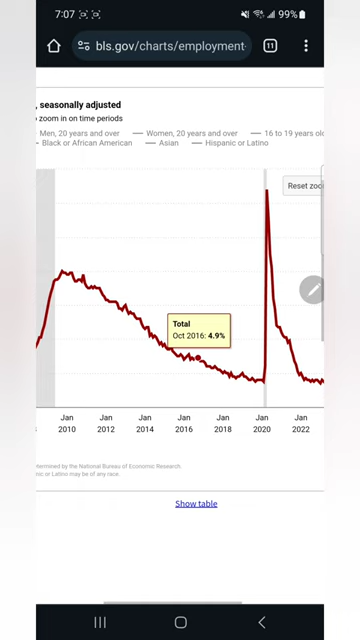 7:07
99%
bls.gov/charts/employment-
11
, seasonally adjusted
zoom in on time periods
Men, 20 years and over
Women, 20 years and over
16 to 19 years old
Black or African American
Asian
Hispanic or Latino
Reset zoo
Total
Oct 2016: 4.9%
Jan 2010
Jan 2012
Jan 2014
Jan 2016
Jan 2018
Jan 2020
Jan 2022
etermined by the National Bureau of Economic Research.
nic or Latino may be of any race.
Show table